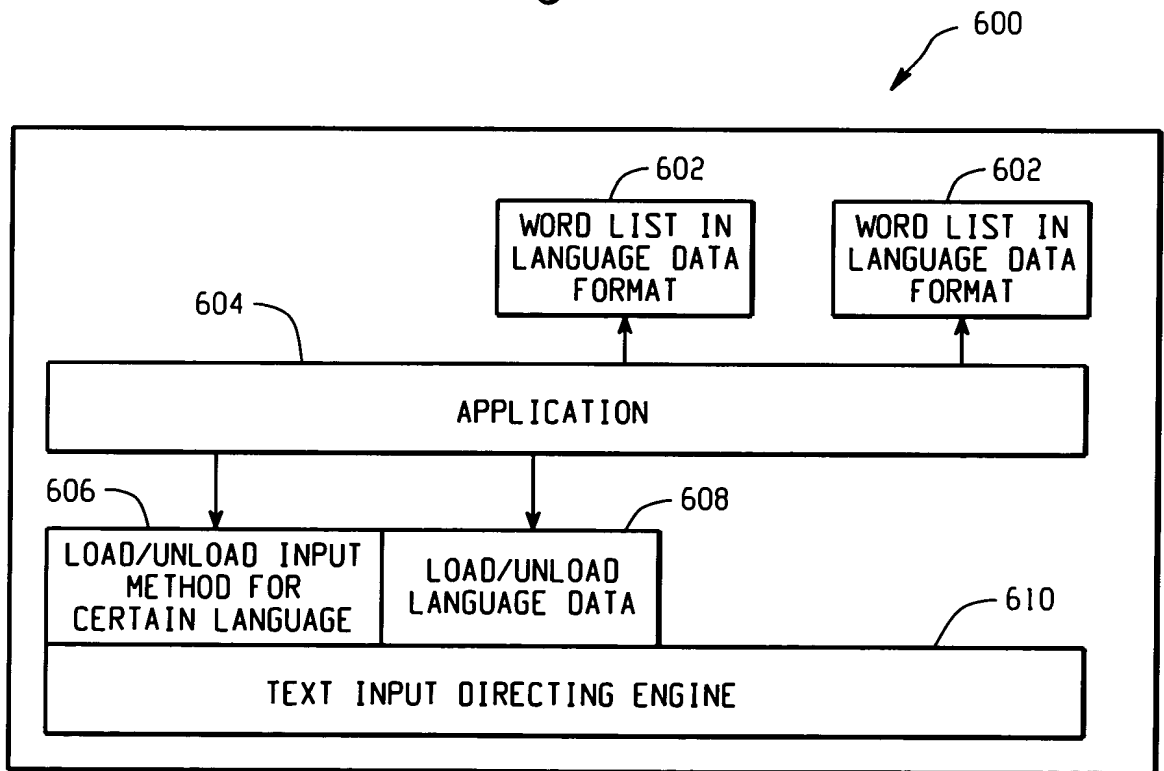 600
602
602
WORD LIST IN
LANGUAGE DATA
FORMAT
WORD LIST IN
LANGUAGE DATA
FORMAT
604
APPLICATION
606
608
LOAD/UNLOAD INPUT
METHOD FOR
CERTAIN LANGUAGE
LOAD/UNLOAD
LANGUAGE DATA
610
TEXT INPUT DIRECTING ENGINE